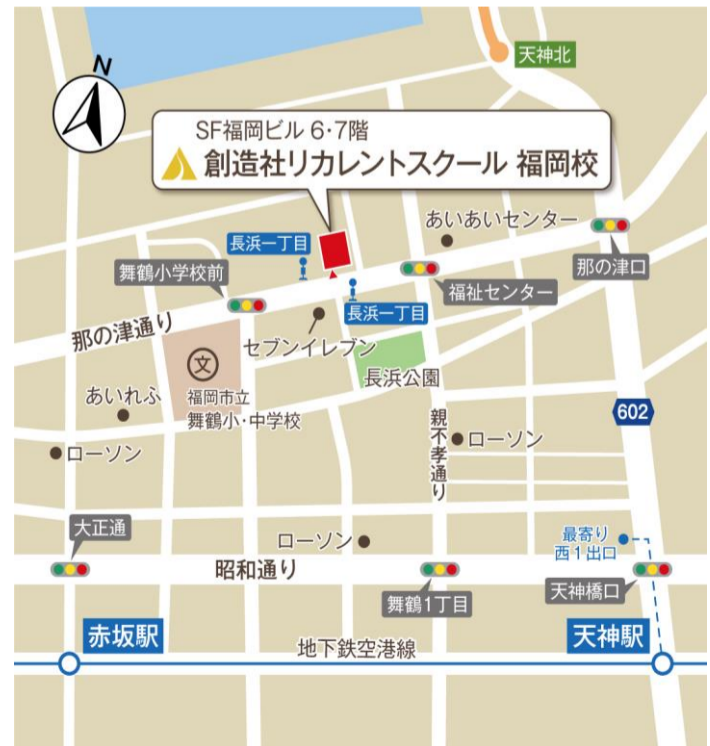 天神北
N
SF福岡ビル 6・7階
創造社リカレントスクール 福岡校
あいあいセンター
長浜一丁目
舞鶴小学校前
那の津口
福祉センター
長浜一丁目
那の津通り
セブンイレブン
文
長浜公園
あいれふ
福岡市立
舞鶴小・中学校
親不孝通り
602
ローソン
ローソン
大正通
ローソン
最寄り
西1出口
昭和通り
舞鶴1丁目
天神橋口
赤坂駅
地下鉄空港線
天神駅